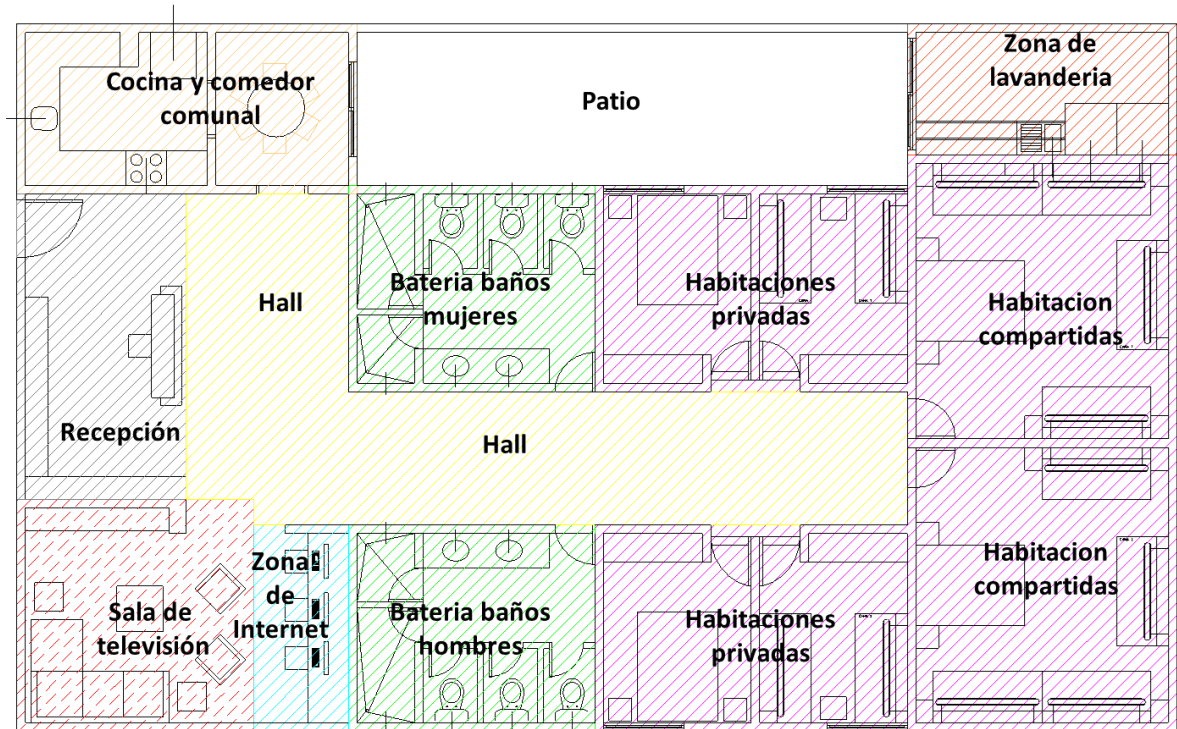 Cocina y comedor
comunal
Patio
Zona de
lavanderia
Hall
Bateria baños
mujeres
Habitaciones
privadas
Habitacion
compartidas
Recepción
Hall
Zona
de
Internet
Sala de
televisión
Bateria baños
hombres
Habitaciones
privadas
Habitacion
compartidas